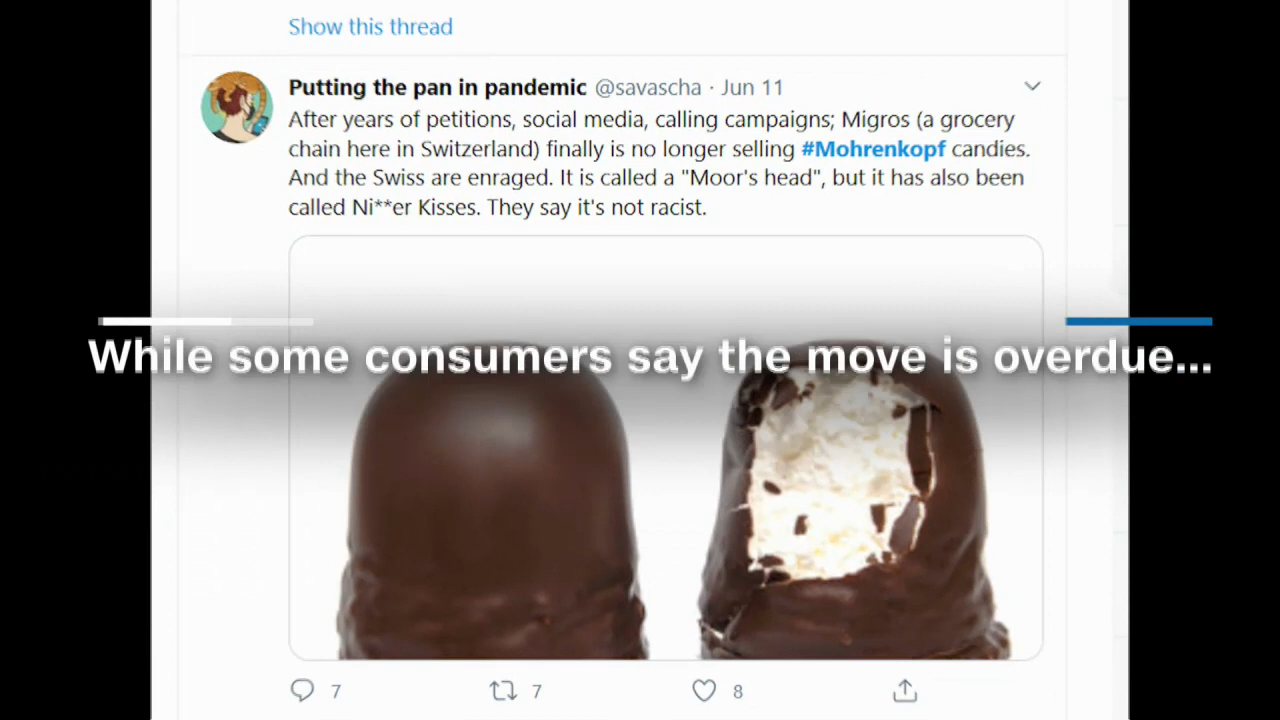 Show this thread
Putting the pan in pandemic @savascha · Jun 11
After years of petitions, social media, calling campaigns; Migros (a grocery
chain here in Switzerland) finally is no longer selling #Mohrenkopf candies.
And the Swiss are enraged. It is called a "Moor's head", but it has also been
called Ni**er Kisses. They say it's not racist.
While some consumers say the move is overdue...
7 7 8